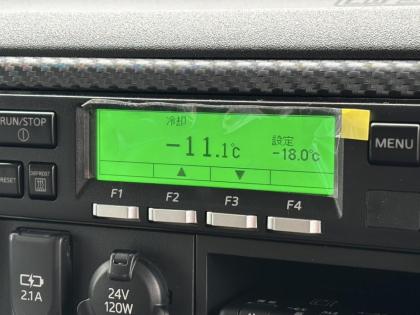 RUN/STOP
冷却
-11.1℃
設定
-18.0℃
MENU
RESET
DEFROST
▲
▼
F1
F2
F3
F4
2.1A
24V
120W